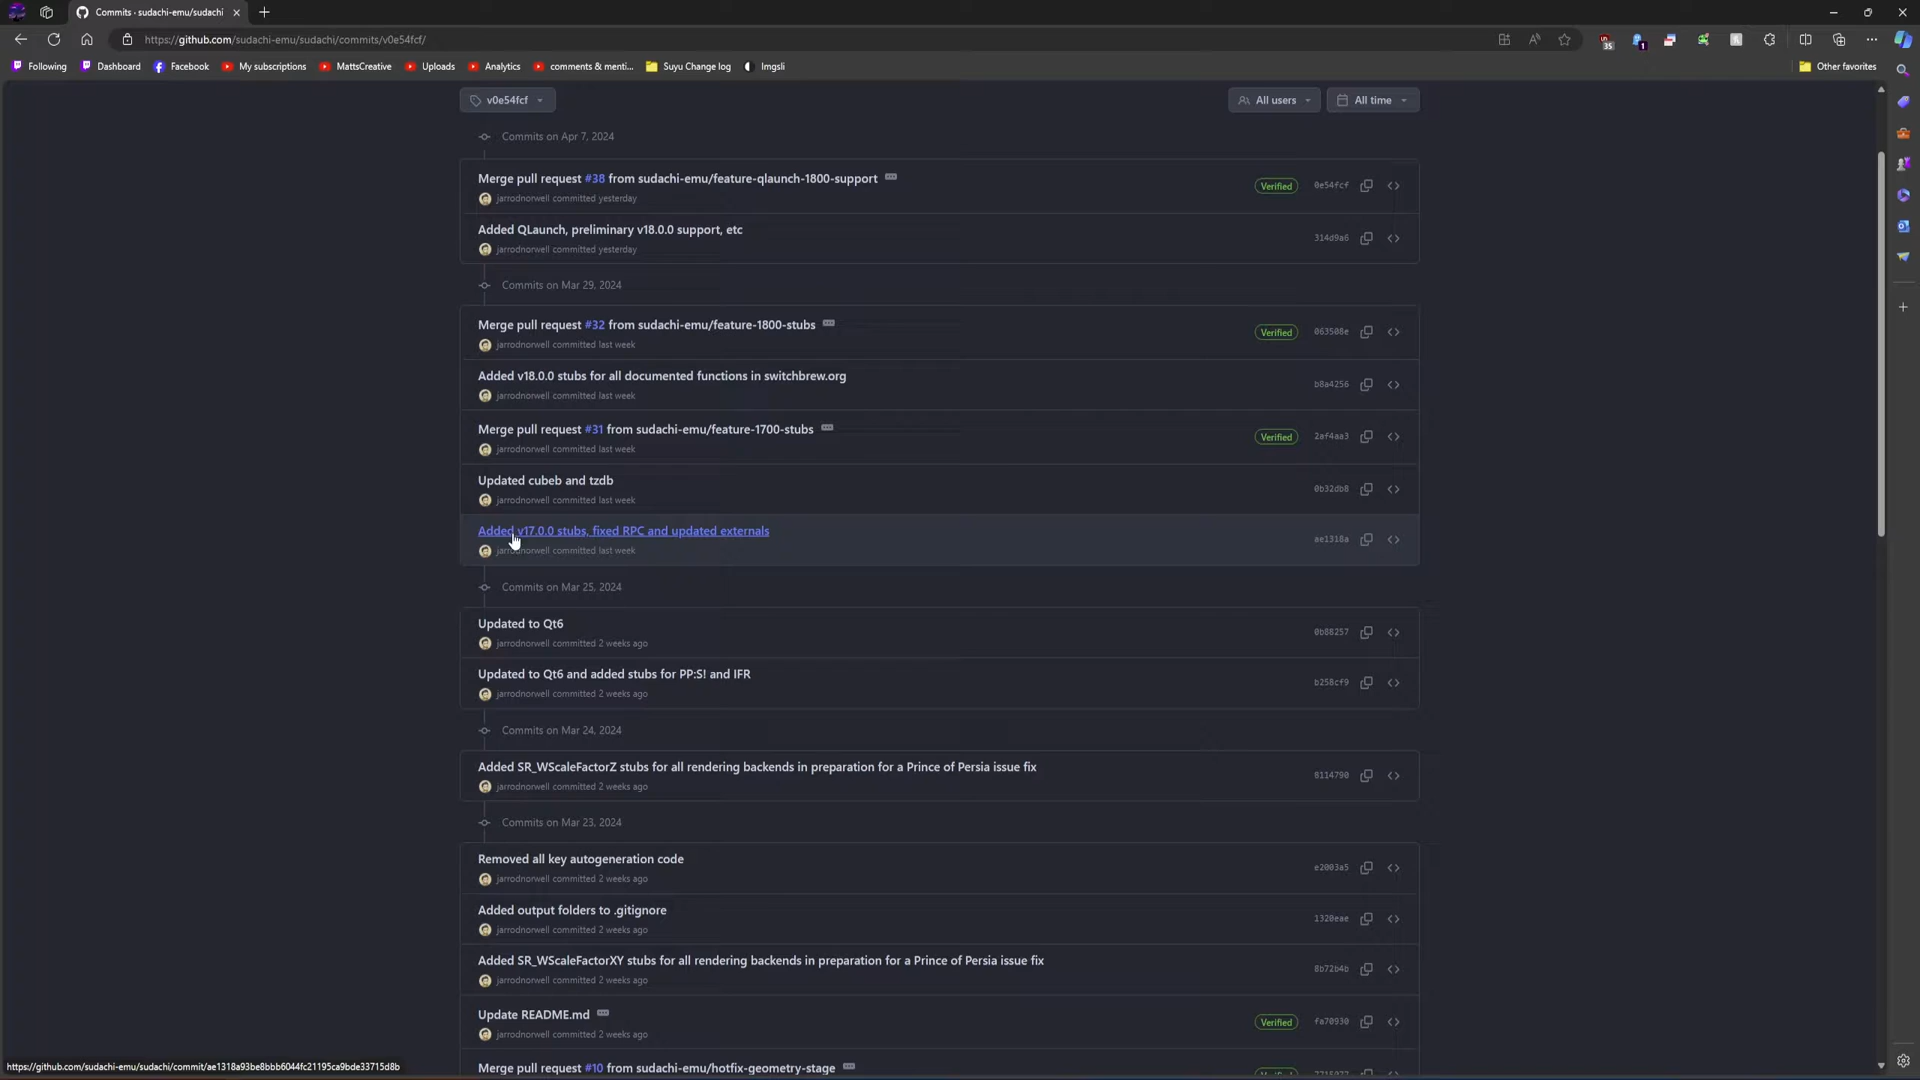 Commits · sudachi-emu/sudachi
https://github.com/sudachi-emu/sudachi/commits/v0e54fcf/
35
1
Following
Dashboard
Facebook
My subscriptions
MattsCreative
Uploads
Analytics
comments & menti...
Suyu Change log
Imgsli
Other favorites
v0e54fcf
All users
All time
Commits on Apr 7, 2024
Merge pull request #38 from sudachi-emu/feature-qlaunch-1800-support
Verified
0e54fcf
jarrodnorwell committed yesterday
Added QLaunch, preliminary v18.0.0 support, etc
314d9a6
jarrodnorwell committed yesterday
Commits on Mar 29, 2024
Merge pull request #32 from sudachi-emu/feature-1800-stubs
Verified
063508e
jarrodnorwell committed last week
Added v18.0.0 stubs for all documented functions in switchbrew.org
b8a4256
jarrodnorwell committed last week
Merge pull request #31 from sudachi-emu/feature-1700-stubs
Verified
2af4aa3
jarrodnorwell committed last week
Updated cubeb and tzdb
0b32db8
jarrodnorwell committed last week
Added v17.0.0 stubs, fixed RPC and updated externals
ae1318a
jarrodnorwell committed last week
Commits on Mar 25, 2024
Updated to Qt6
0b88257
jarrodnorwell committed 2 weeks ago
Updated to Qt6 and added stubs for PP:S! and IFR
b258cf9
jarrodnorwell committed 2 weeks ago
Commits on Mar 24, 2024
Added SR_WScaleFactorZ stubs for all rendering backends in preparation for a Prince of Persia issue fix
8114790
jarrodnorwell committed 2 weeks ago
Commits on Mar 23, 2024
Removed all key autogeneration code
e2003a5
jarrodnorwell committed 2 weeks ago
Added output folders to .gitignore
1320eae
jarrodnorwell committed 2 weeks ago
Added SR_WScaleFactorXY stubs for all rendering backends in preparation for a Prince of Persia issue fix
8b72b4b
jarrodnorwell committed 2 weeks ago
Update README.md
Verified
fa70930
jarrodnorwell committed 2 weeks ago
Merge pull request #10 from sudachi-emu/hotfix-geometry-stage
https://github.com/sudachi-emu/sudachi/commit/ae1318a93be8bbb6044fc21195ca9bde33715d8b